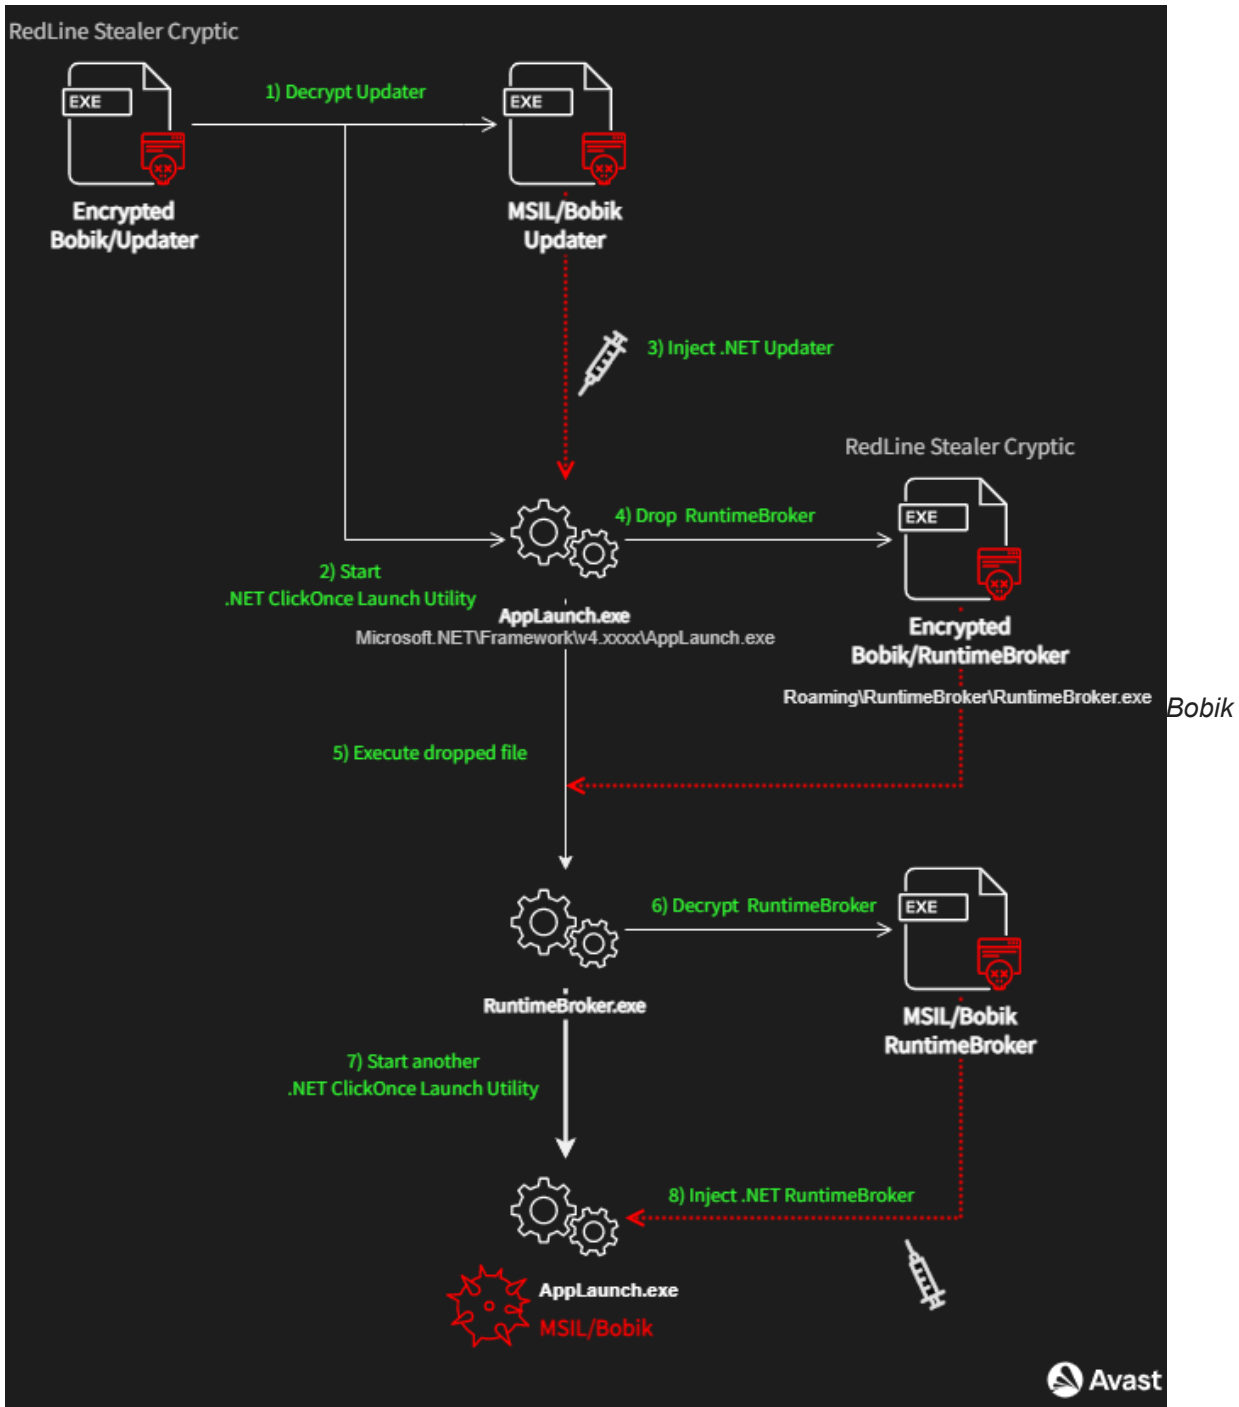 RedLine Stealer Cryptic
1) Decrypt Updater
EXE
EXE
Encrypted
Bobik/Updater
MSIL/Bobik
Updater
3) Inject .NET Updater
RedLine Stealer Cryptic
4) Drop RuntimeBroker
EXE
2) Start
.NET ClickOnce Launch Utility
AppLaunch.exe
Microsoft.NET\Framework\v4.xxxx\AppLaunch.exe
Encrypted
Bobik/RuntimeBroker
Roaming\RuntimeBroker\RuntimeBroker.exe
Bobik
5) Execute dropped file
6) Decrypt RuntimeBroker
EXE
RuntimeBroker.exe
MSIL/Bobik
RuntimeBroker
7) Start another
.NET ClickOnce Launch Utility
8) Inject .NET RuntimeBroker
AppLaunch.exe
MSIL/Bobik
Avast